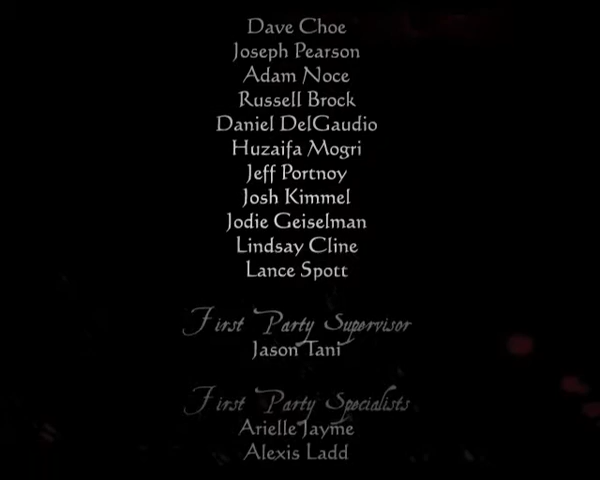 Dave Choe
Joseph Pearson
Adam Noce
Russell Brock
Daniel DelGaudio
Huzaifa Mogri
Jeff Portnoy
Josh Kimmel
Jodie Geiselman
Lindsay Cline
Lance Spott
First Party Supervisor
Jason Tani
First Party Specialists
Arielle Jayme
Alexis Ladd